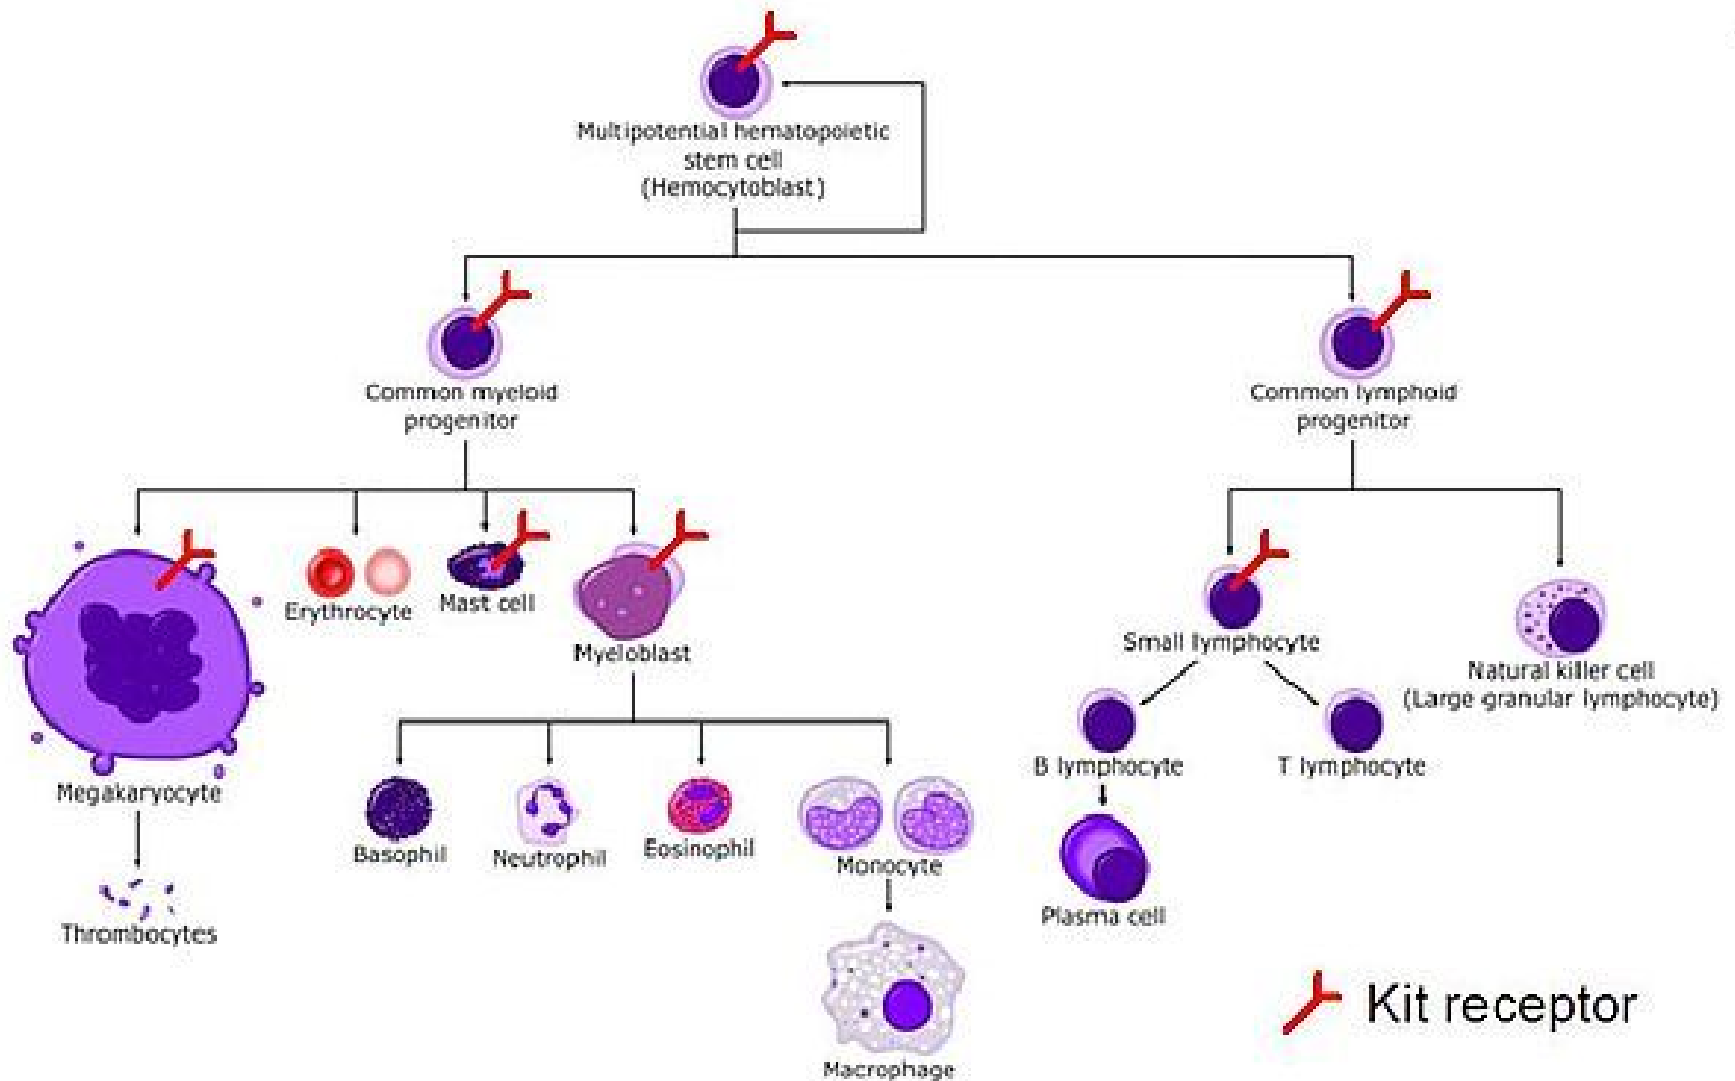 Multipotential hematopoietic
stem cell
(Hemocytoblast)
Common myeloid
progenitor
Common lymphoid
progenitor
Erythrocyte
Mast cell
Myeloblast
Small lymphocyte
Natural killer cell
(Large granular lymphocyte)
B lymphocyte
T lymphocyte
Megakaryocyte
Basophil
Neutrophil
Eosinophil
Monocyte
Plasma cell
Thrombocytes
Kit receptor
Macrophage